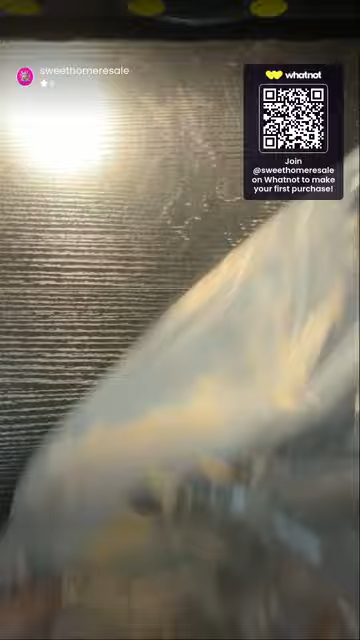 sweethomeresale
whatnot
Join
@sweethomeresale
on Whatnot to make
your first purchase!